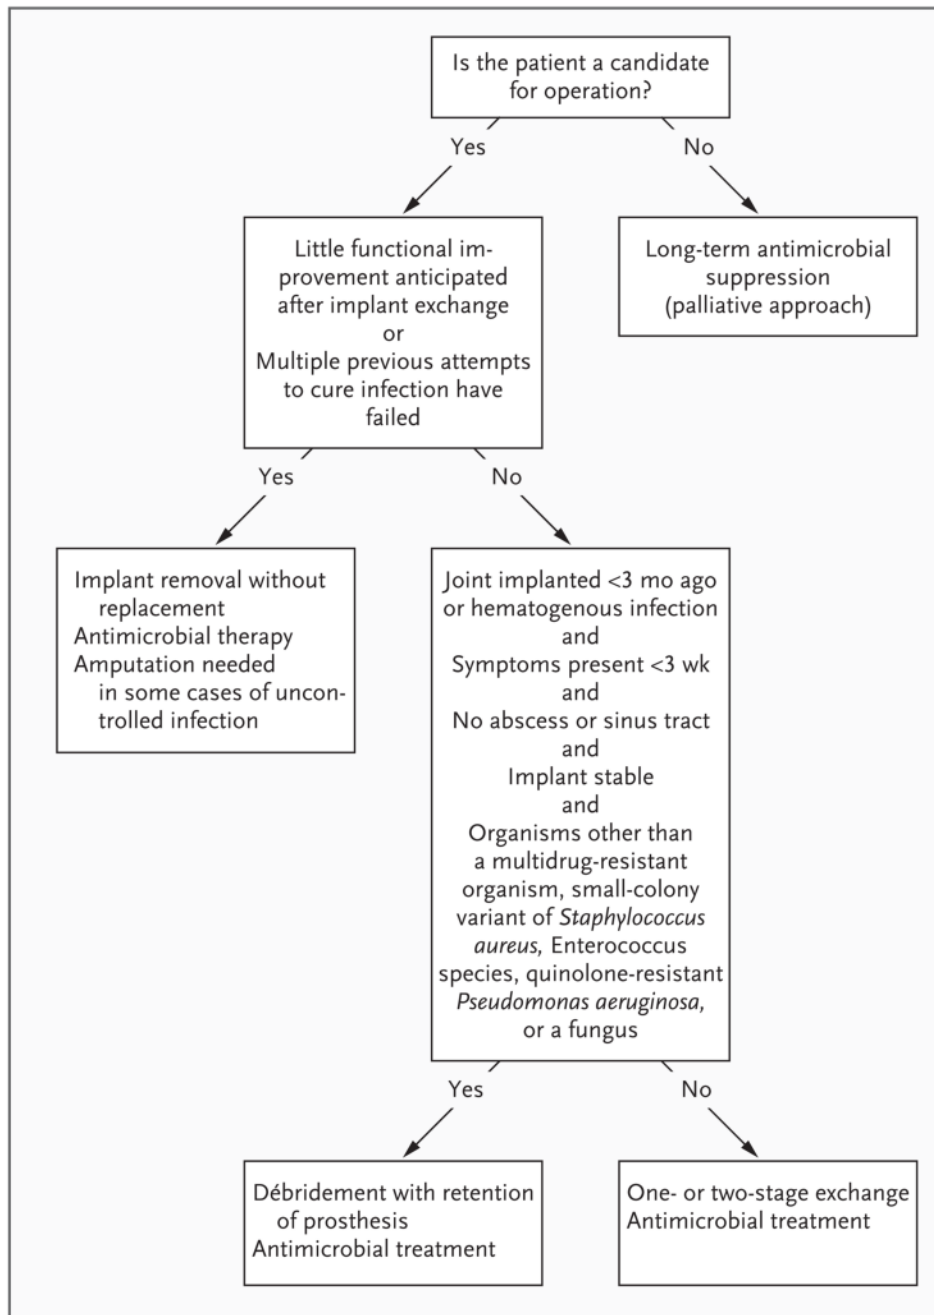 Is the patient a candidate
for operation?
Yes
No
Little functional im-
provement anticipated
after implant exchange
or
Multiple previous attempts
to cure infection have
failed
Long-term antimicrobial
suppression
(palliative approach)
Yes
No
Implant removal without
replacement
Antimicrobial therapy
Amputation needed
in some cases of uncon-
trolled infection
Joint implanted <3 mo ago
or hematogenous infection
and
Symptoms present <3 wk
and
No abscess or sinus tract
and
Implant stable
and
Organisms other than
a multidrug-resistant
organism, small-colony
variant of Staphylococcus
aureus, Enterococcus
species, quinolone-resistant
Pseudomonas aeruginosa,
or a fungus
Yes
No
Débridement with retention
of prosthesis
Antimicrobial treatment
One- or two-stage exchange
Antimicrobial treatment